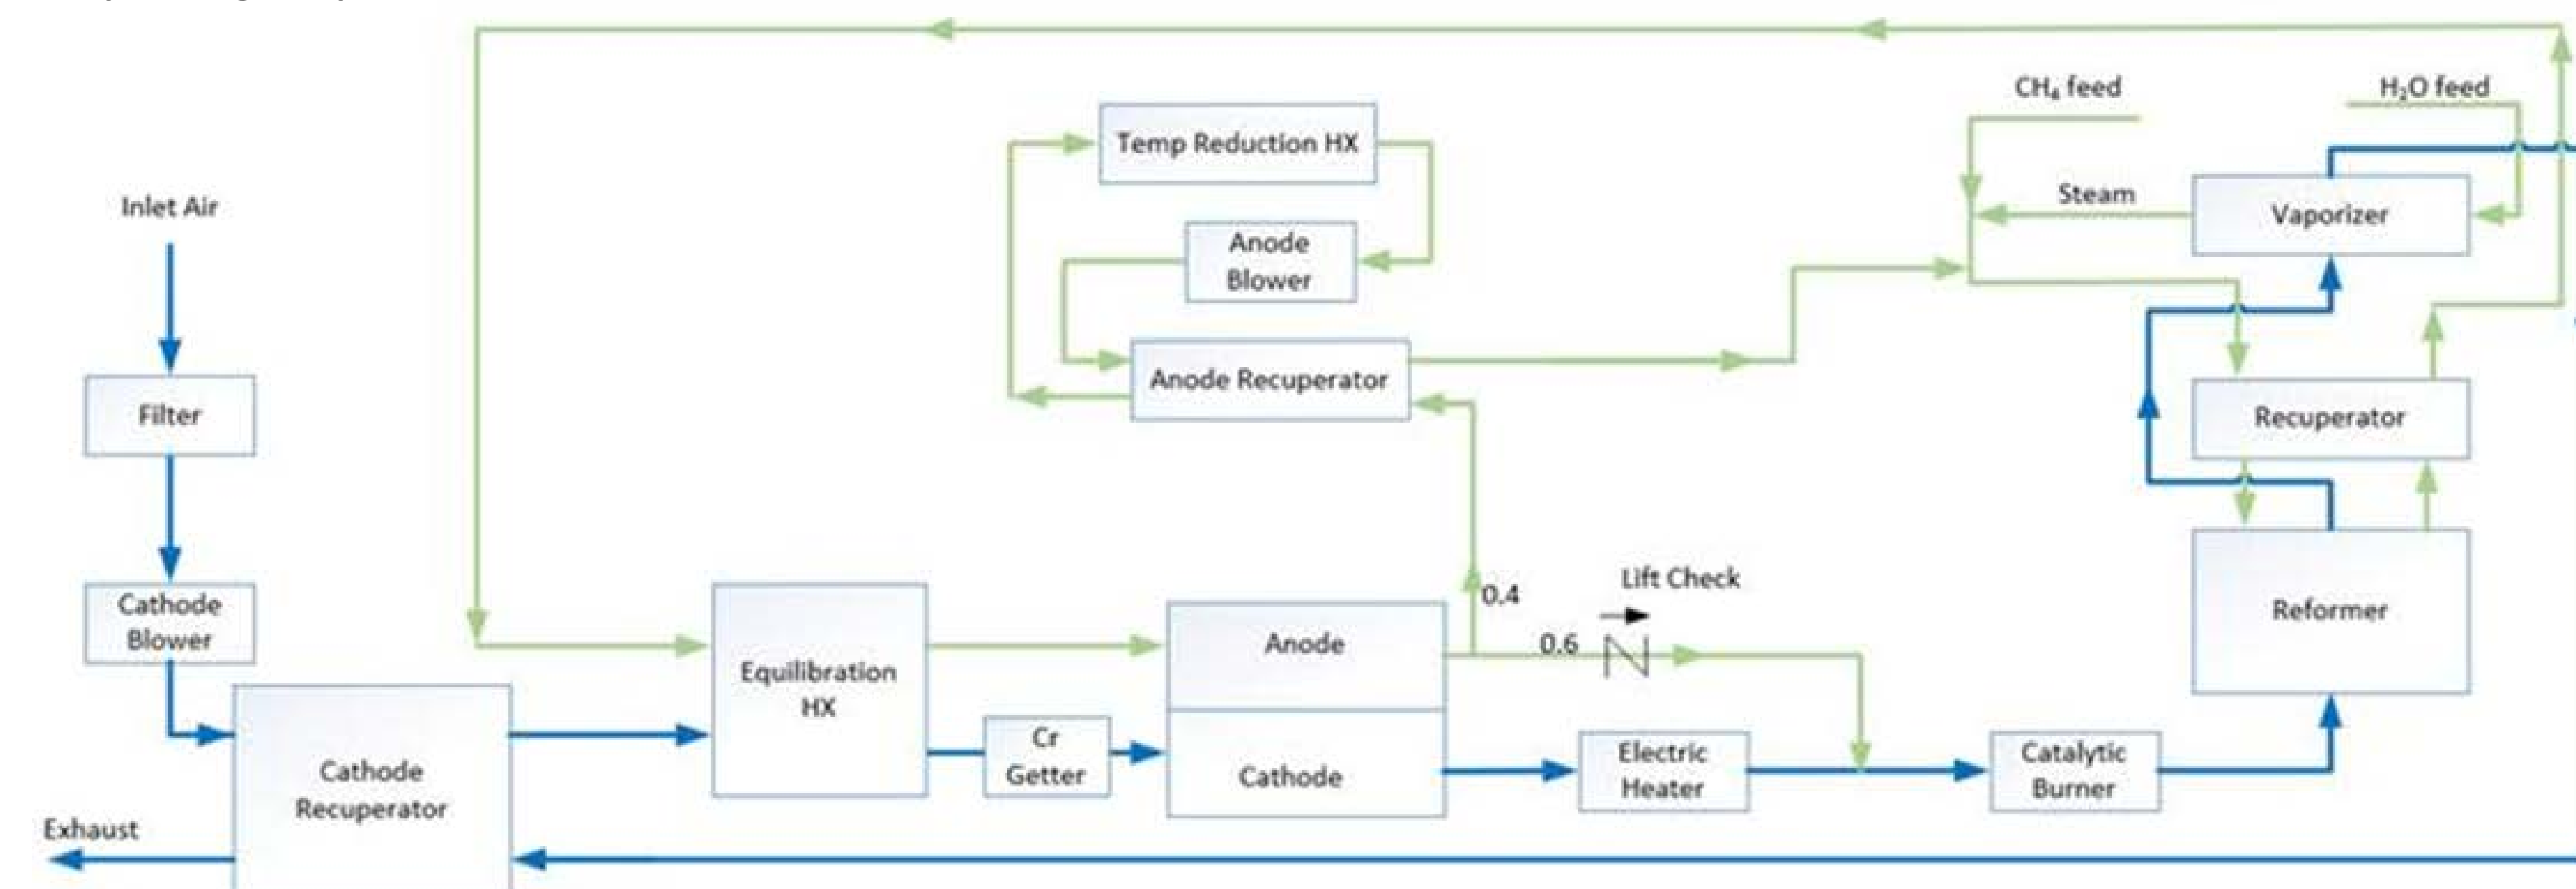 CH₄ feed
H₂O feed
Temp Reduction HX
Steam
Inlet Air
Vaporizer
Anode
Blower
Anode Recuperator
Filter
Recuperator
Lift Check
0.4
Cathode
Blower
Reformer
Anode
0.6
Equilibration
HX
Cr
Getter
Cathode
Electric
Heater
Catalytic
Burner
Cathode
Recuperator
Exhaust